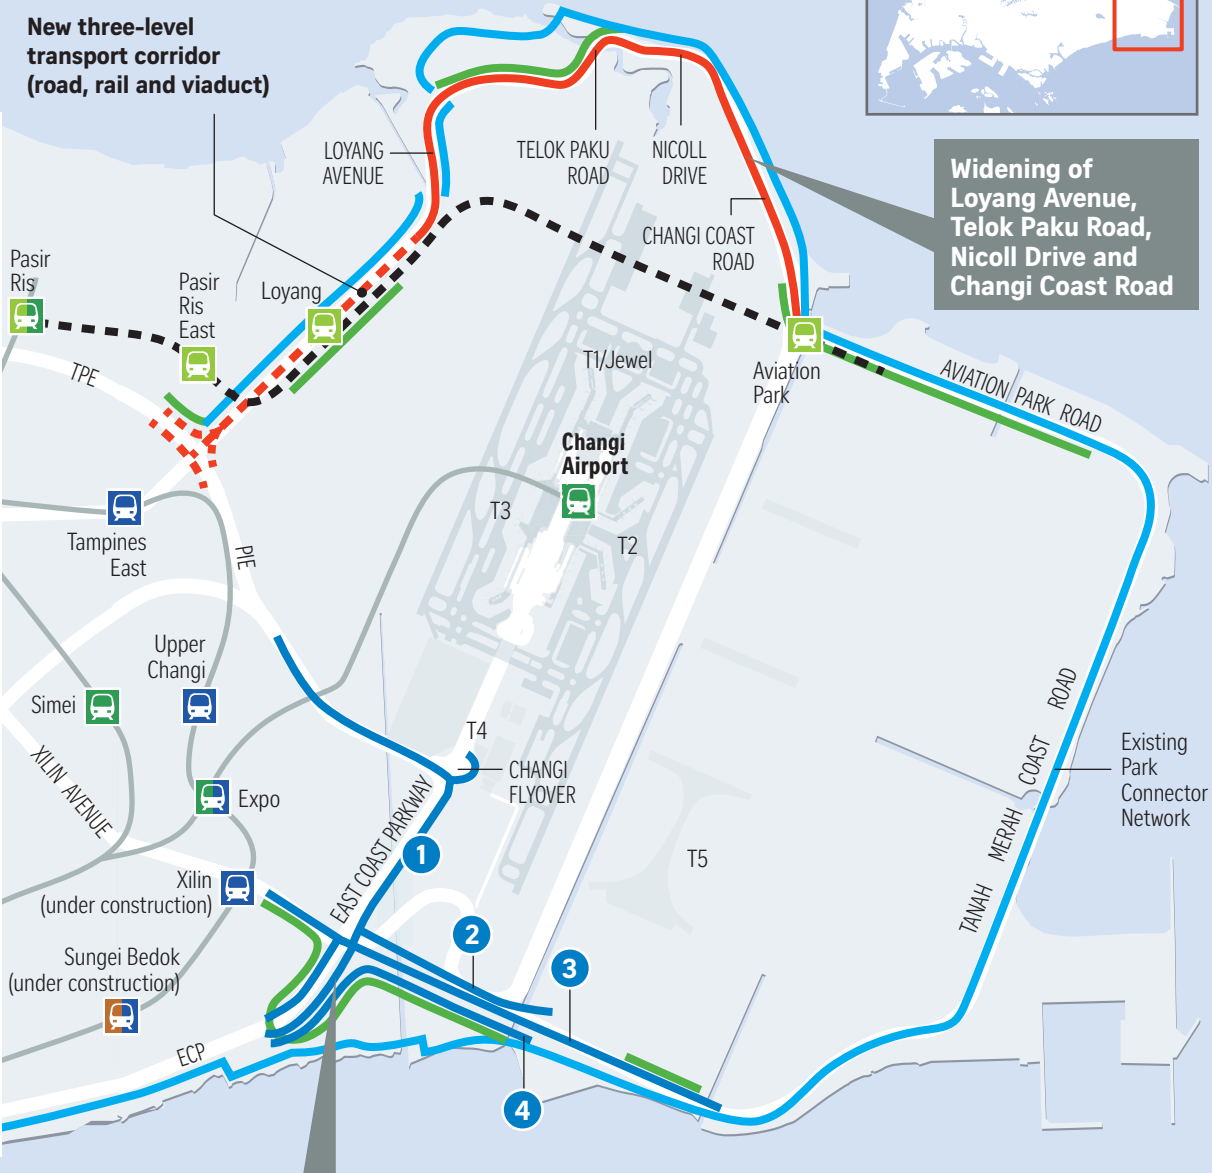 New three-level
transport corridor
(road, rail and viaduct)
LOYANG
AVENUE
TELOK PAKU
ROAD
NICOLL
DRIVE
CHANGI COAST
ROAD
Widening of
Loyang Avenue,
Telok Paku Road,
Nicoll Drive and
Changi Coast Road
Pasir
Ris
Pasir
Ris
East
Loyang
TPE
T1/Jewel
Aviation
Park
AVIATION PARK ROAD
Changi
Airport
T3
T2
Tampines
East
PIE
Upper
Changi
Simei
XILIN AVENUE
T4
CHANGI
FLYOVER
Expo
EAST COAST PARKWAY
1
T5
TANAH MERAH COAST ROAD
Existing
Park
Connector
Network
Xilin
(under construction)
2
3
Sungei Bedok
(under construction)
ECP
4